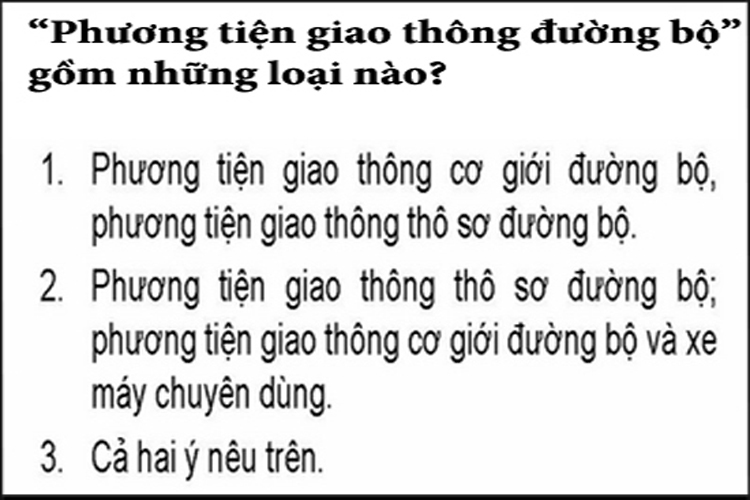 “Phương tiện giao thông đường bộ”
gồm những loại nào?
1. Phương tiện giao thông cơ giới đường bộ,
phương tiện giao thông thô sơ đường bộ.
2. Phương tiện giao thông thô sơ đường bộ;
phương tiện giao thông cơ giới đường bộ và xe
máy chuyên dùng.
3. Cả hai ý nêu trên.